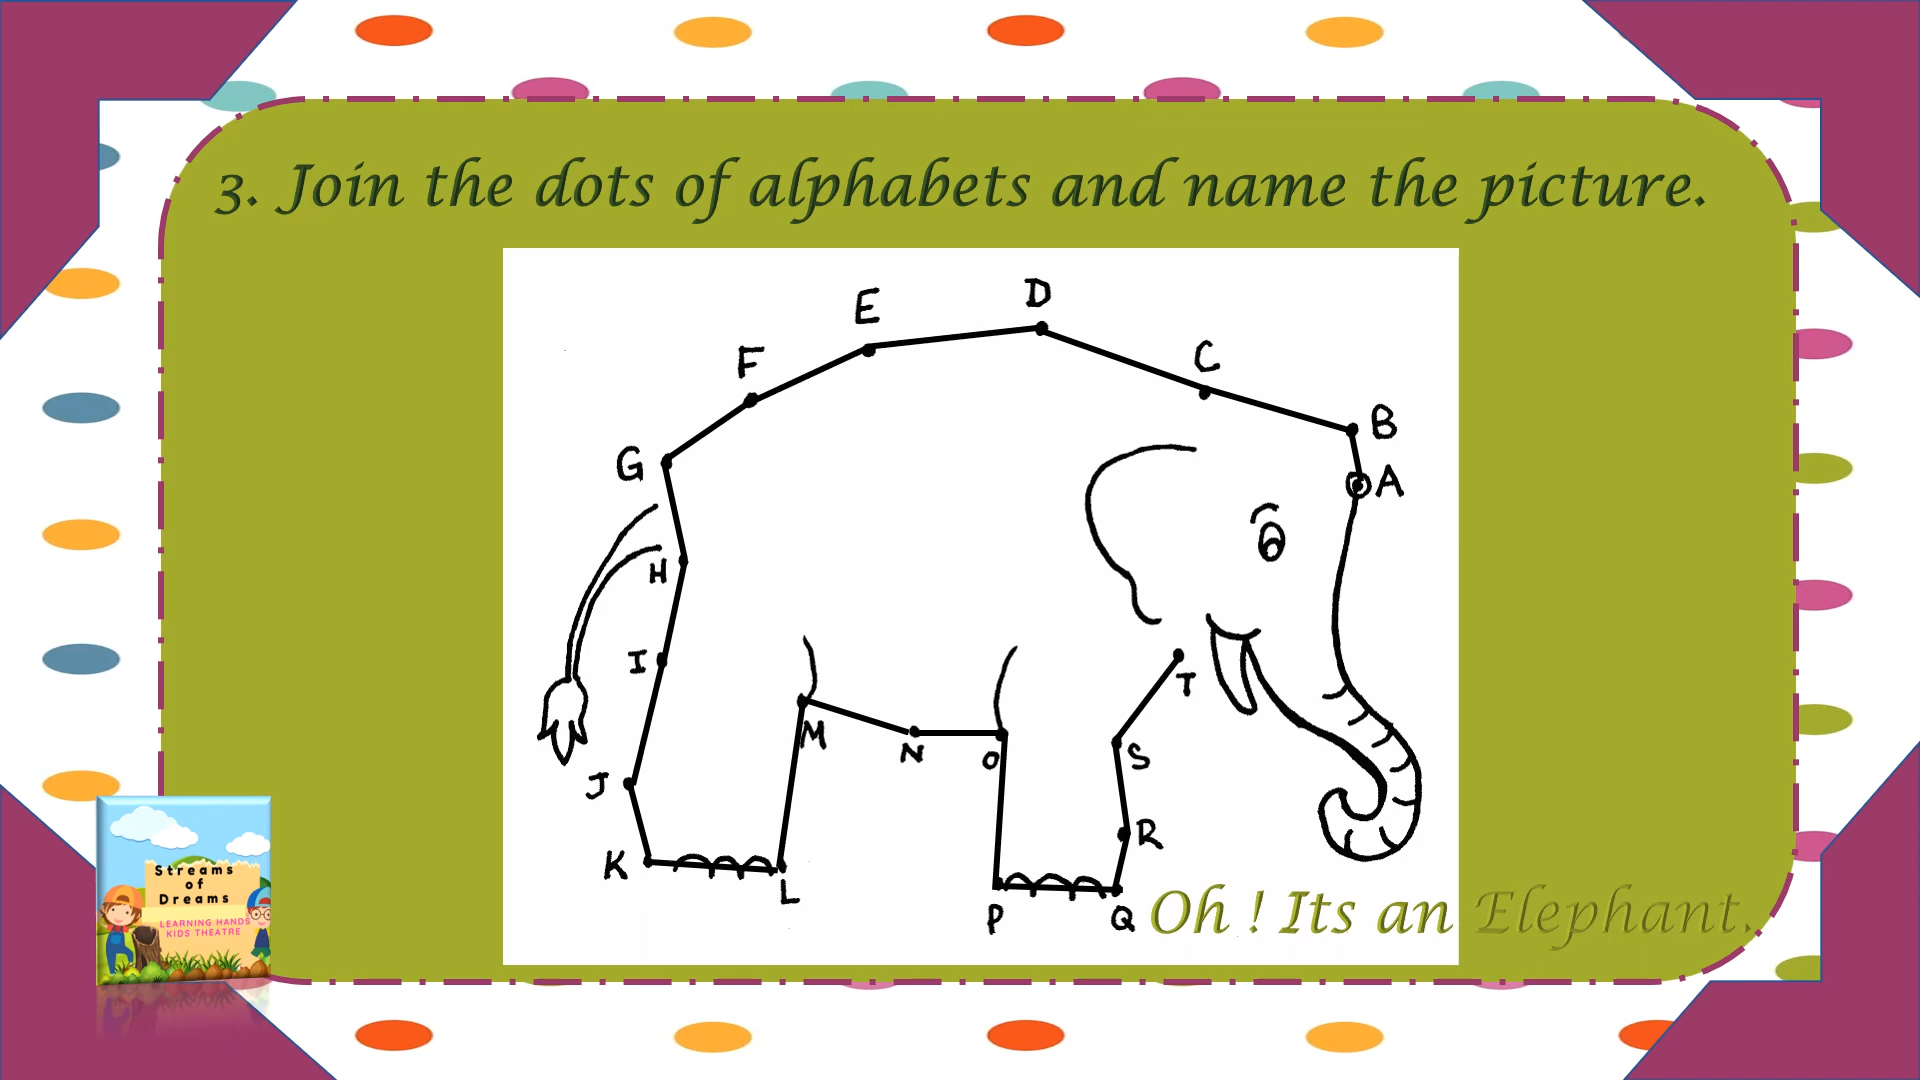 3. Join the dots of alphabets and name the picture.
D
E
C
F
B
G
A
H
I
T
M
N
O
S
J
R
K
L
P
Q
Oh ! Its an Elephant.
Streams
of
Dreams
LEARNING HANDS
KIDS THEATRE